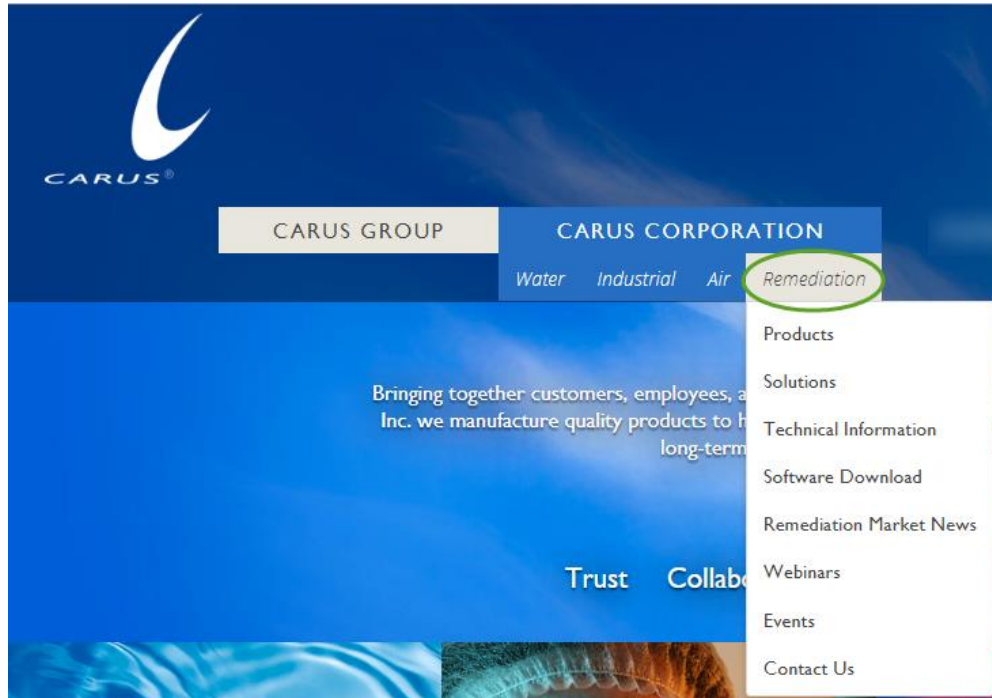 CARUS®
CARUS GROUP
CARUS CORPORATION
Water Industrial Air Remediation
Products
Solutions
Technical Information
Software Download
Remediation Market News
Webinars
Events
Contact Us
Bringing together customers, employees, a
Inc. we manufacture quality products to h
long-term
Trust Collabo